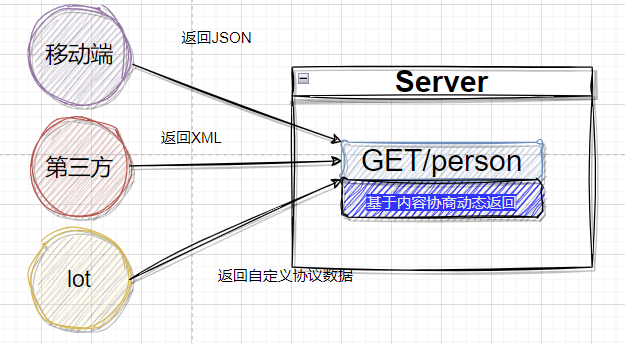 移动端
返回JSON
Server
第三方
返回XML
GET/person
基于内容协商动态返回
Iot
返回自定义协议数据